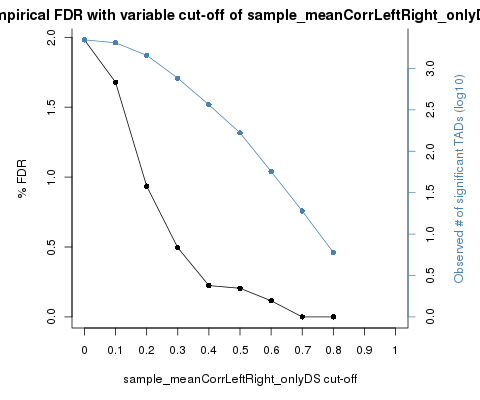 mpirical FDR with variable cut-off of sample_meanCorrLeftRight_onlyD
% FDR
2.0
1.5
1.0
0.5
0.0
3.0
2.5
2.0
1.5
1.0
0.5
0.0
Observed # of significant TADs (log10)
0 0.1 0.2 0.3 0.4 0.5 0.6 0.7 0.8 0.9 1
sample_meanCorrLeftRight_onlyDS cut-off